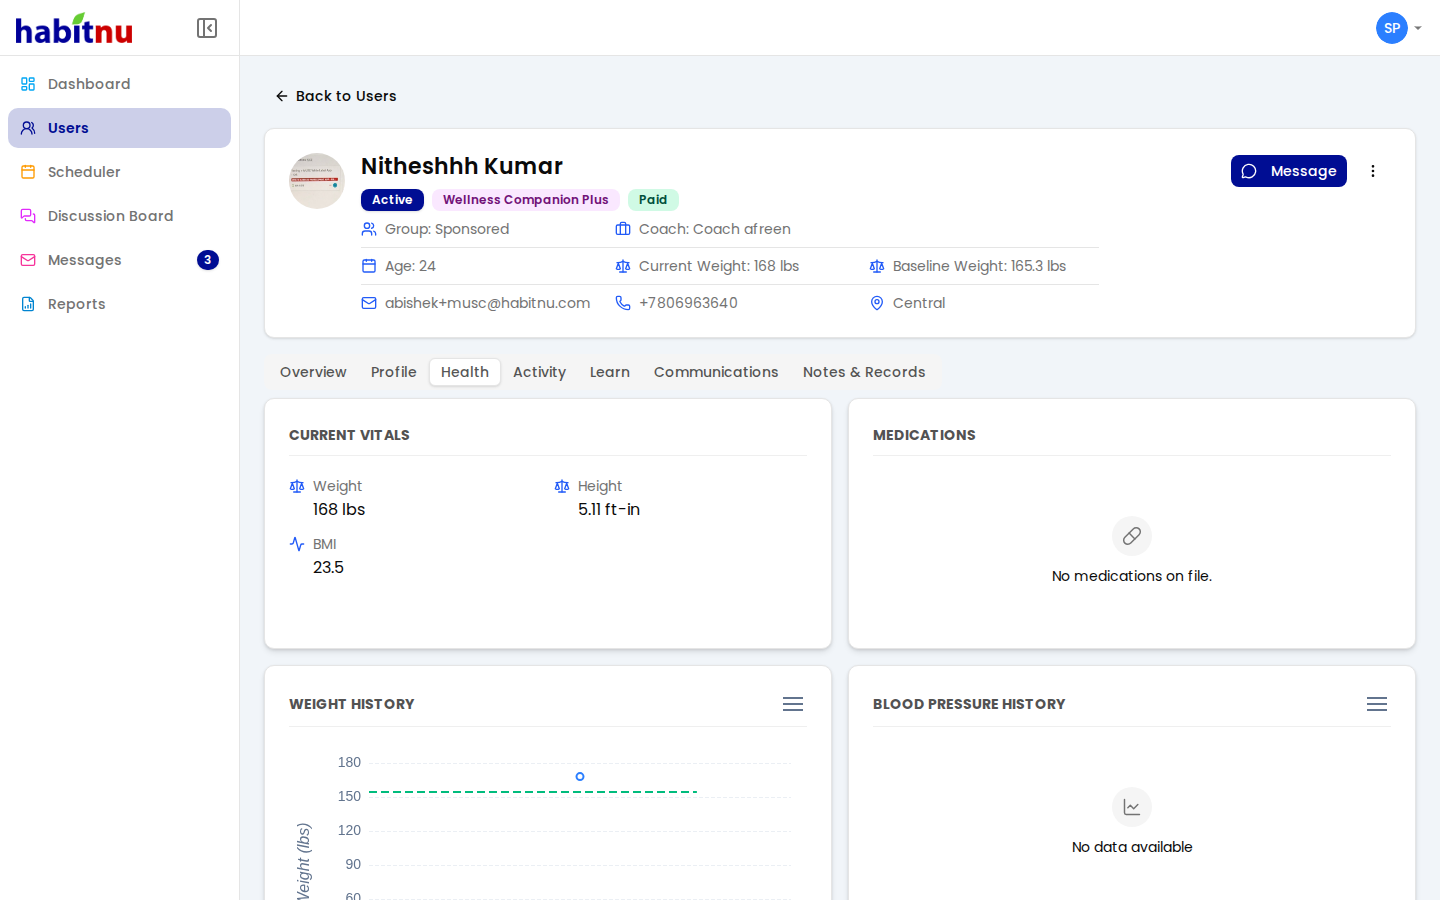 habitnu
SP
Dashboard
Users
Scheduler
Discussion Board
Messages
3
Reports
Back to Users
Nitheshhh Kumar
Active
Wellness Companion Plus
Paid
Message
Group: Sponsored
Coach: Coach afreen
Age: 24
Current Weight: 168 lbs
Baseline Weight: 165.3 lbs
abishek+musc@habitnu.com
+7806963640
Central
Overview
Profile
Health
Activity
Learn
Communications
Notes & Records
CURRENT VITALS
Weight
168 lbs
Height
5.11 ft-in
BMI
23.5
MEDICATIONS
No medications on file.
WEIGHT HISTORY
180
150
120
90
60
Weight (lbs)
BLOOD PRESSURE HISTORY
No data available